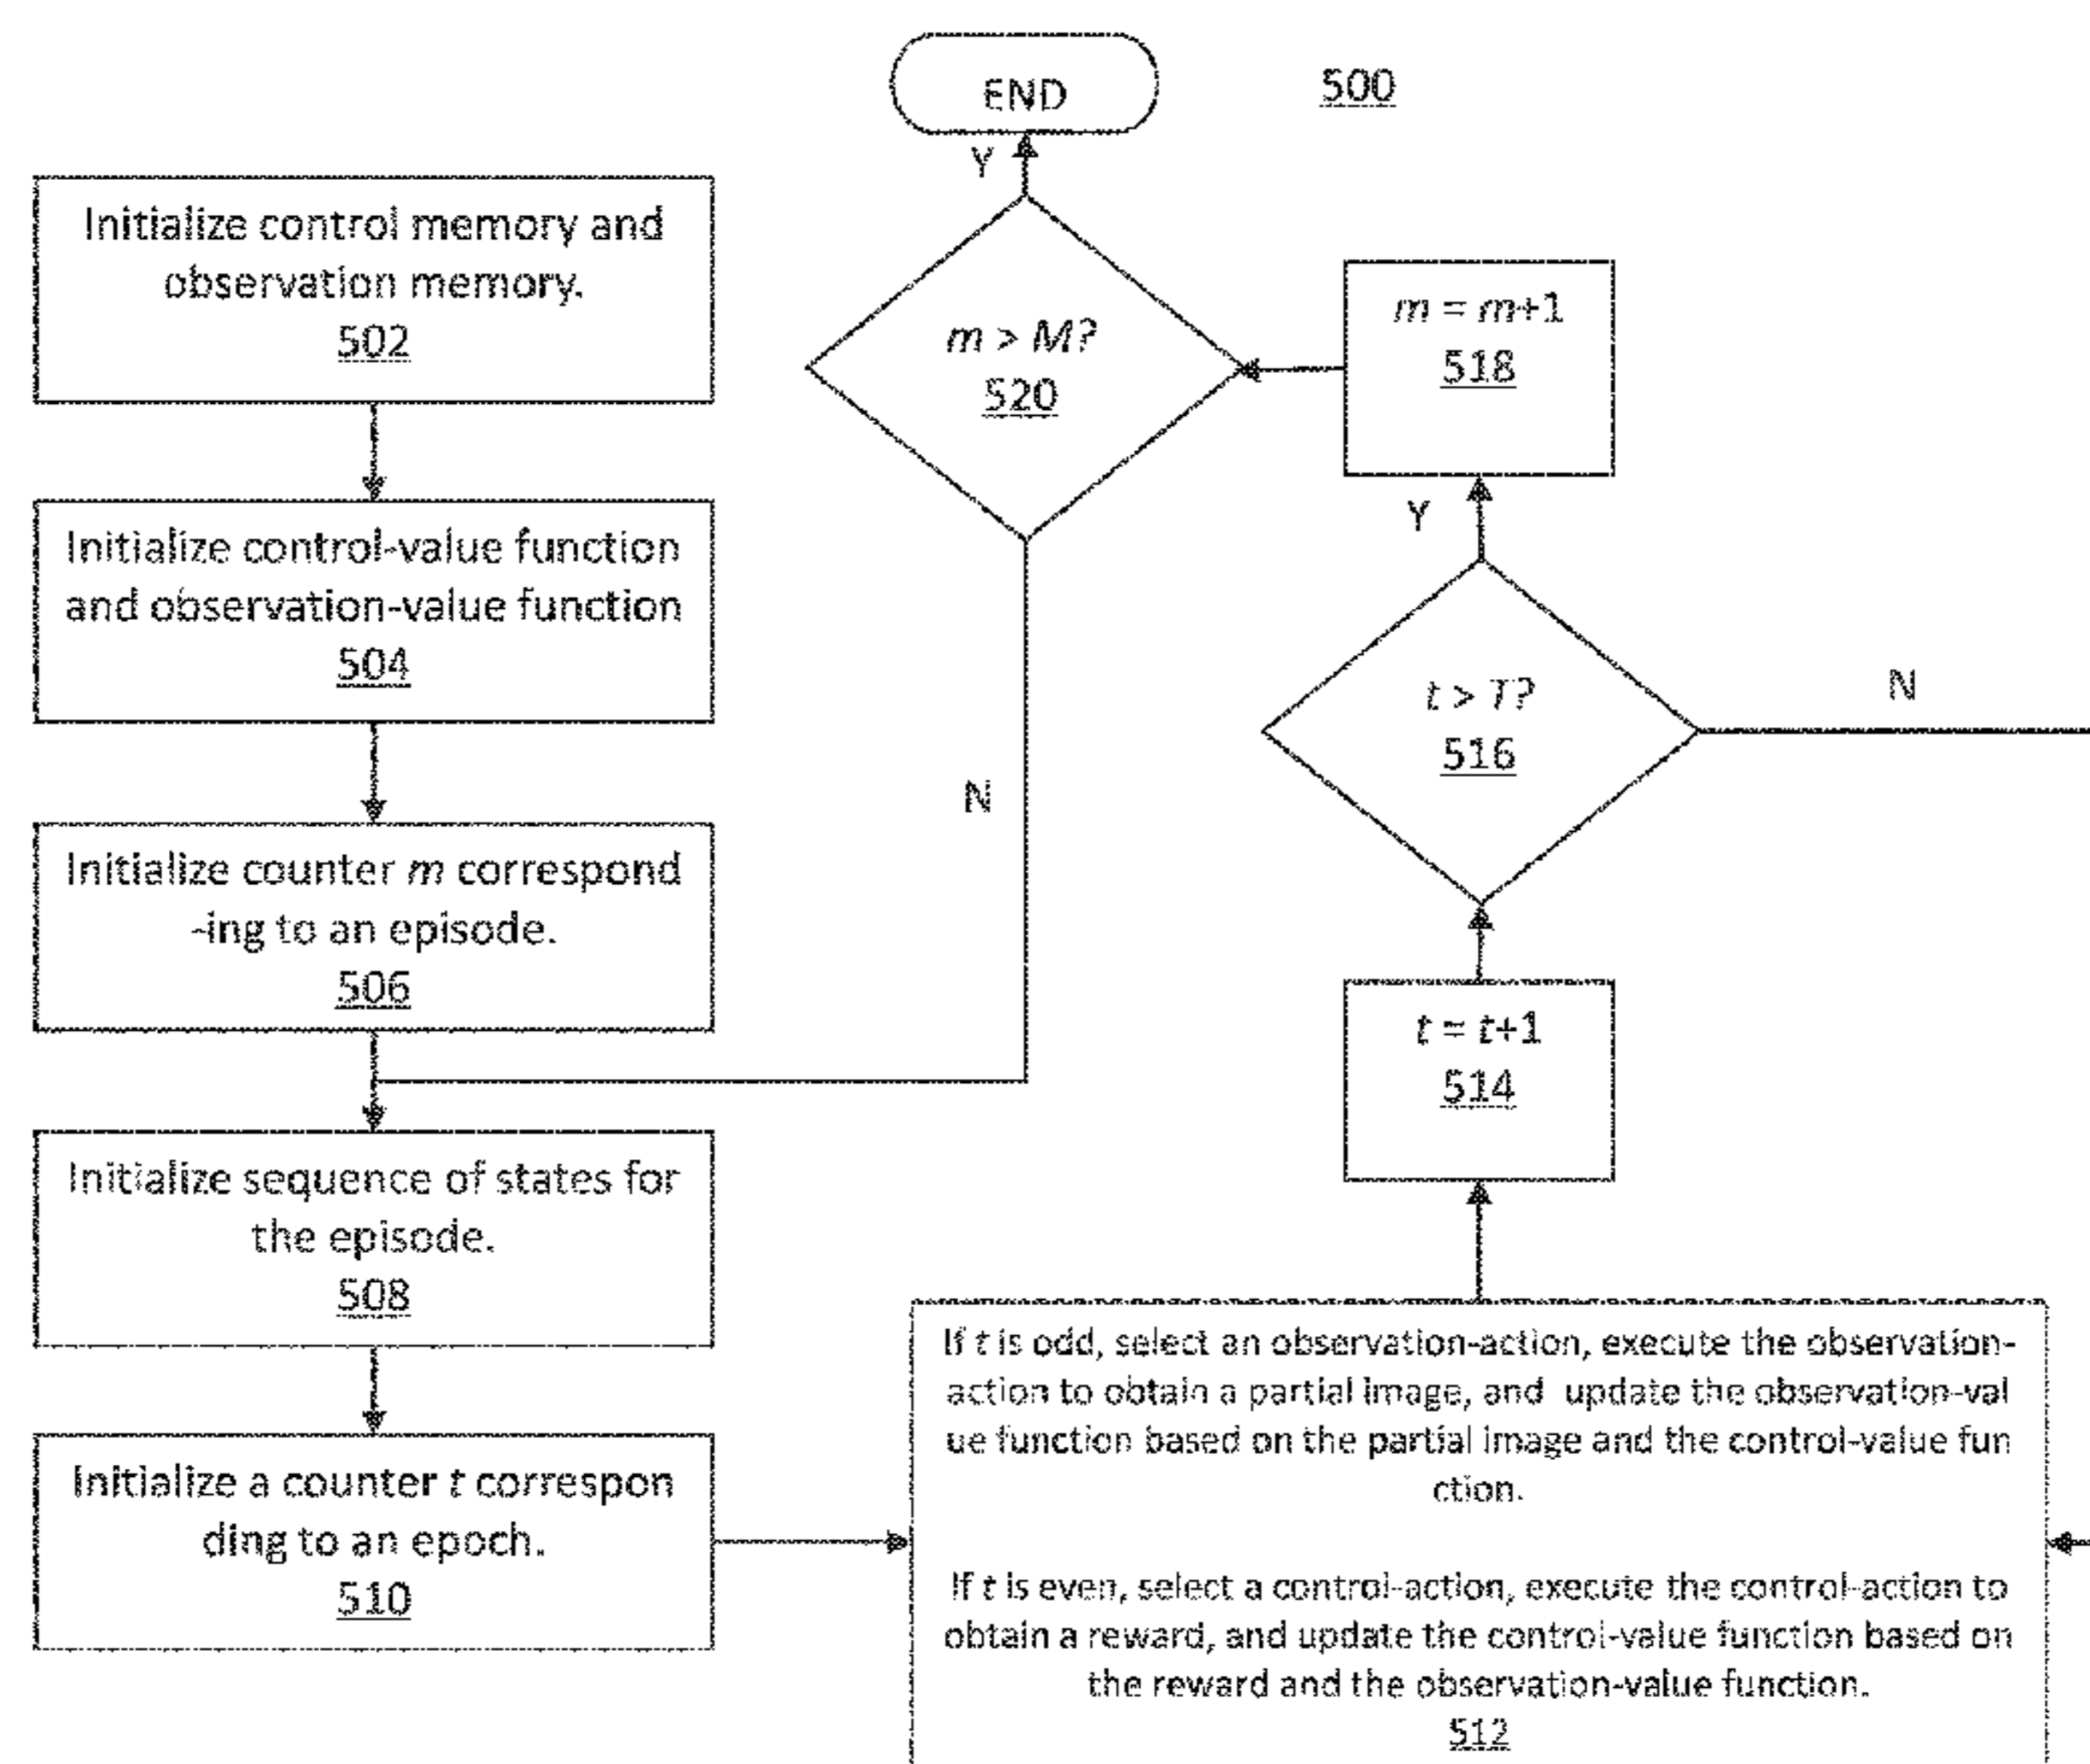 500
Initialize control memory and
observation memory.
502
Initialize control-value function
and observation-value function
504
Initialize counter m correspond
-ing to an episode.
506
Initialize sequence of states for
the episode.
508
Initialize a counter t correspon
ding to an epoch.
510
If t is odd, select an observation-action, execute the observation-
action to obtain a partial image, and update the observation-val
ue function based on the partial image and the control-value fun
ction.
If t is even, select a control-action, execute the control-action to
obtain a reward, and update the control-value function based on
the reward and the observation-value function.
512
t = t+1
514
t > T?
516
N
Y
m = m+1
518
m > M?
520
N
Y
END